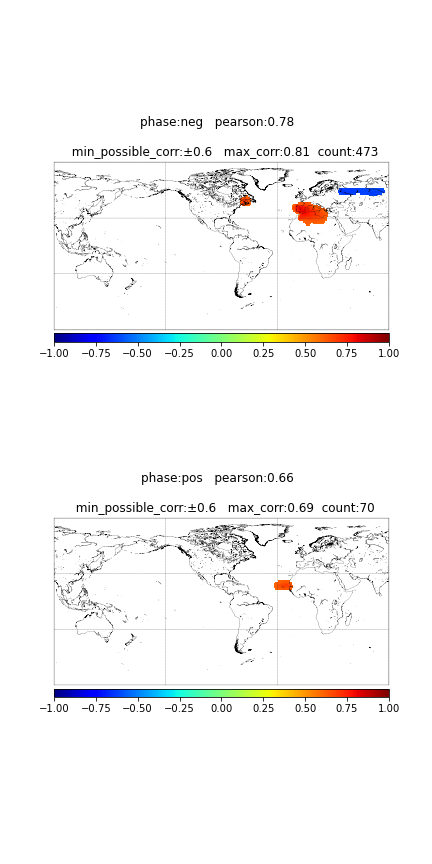 phase:neg   pearson:0.78
min_possible_corr:±0.6   max_corr:0.81  count:473
−1.00 −0.75 −0.50 −0.25 0.00 0.25 0.50 0.75 1.00
phase:pos   pearson:0.66
min_possible_corr:±0.6   max_corr:0.69  count:70
−1.00 −0.75 −0.50 −0.25 0.00 0.25 0.50 0.75 1.00